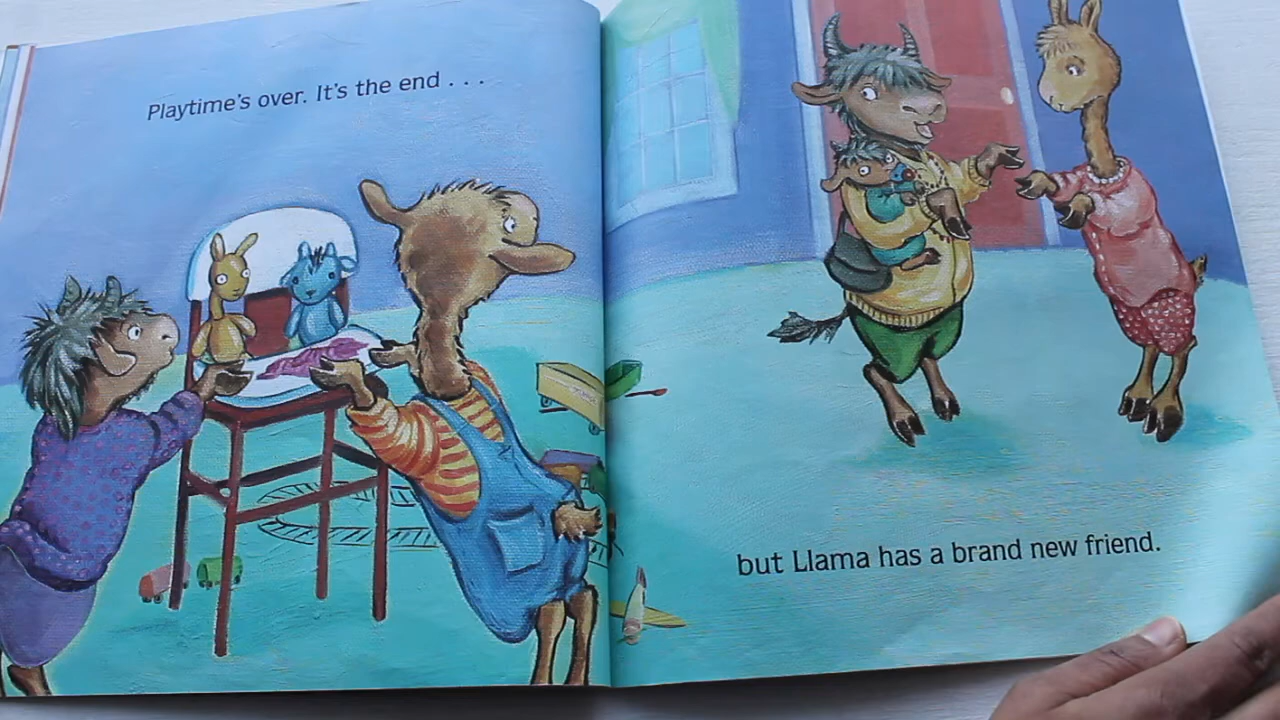 Playtime's over. It's the end . . .
but Llama has a brand new friend.